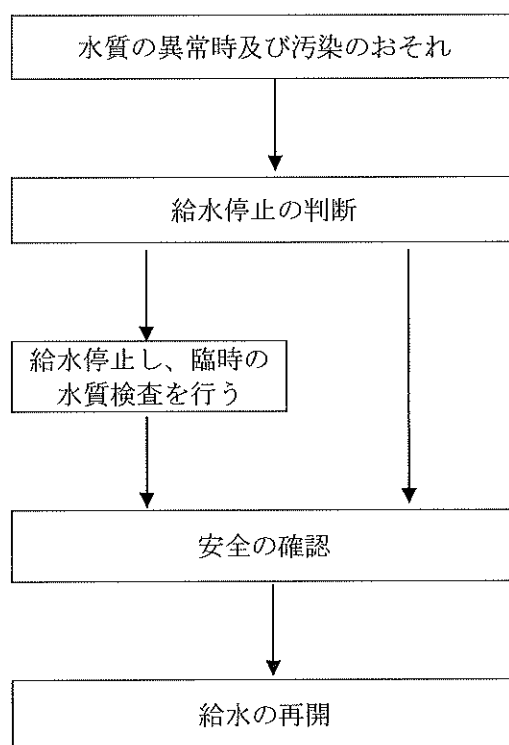 水質の異常時及び汚染のおそれ
給水停止の判断
給水停止し、臨時の
水質検査を行う
安全の確認
給水の再開